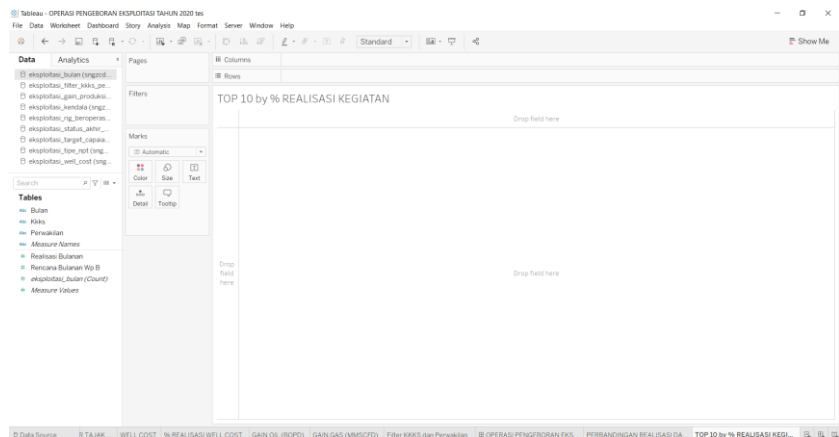 Tableau - OPERASI PENGEBORAN EKSPLOITASI TAHUN 2020 tes
File Data Worksheet Dashboard Story Analysis Map Format Server Window Help
Standard
Show Me
Data Analytics
Pages
Columns
Rows
eksploitasi_bulan (sngzcd...
eksploitasi_filter_kkks_pe...
eksploitasi_gain_produksi...
eksploitasi_kendala (sngz...
eksploitasi_rig_beroperas...
eksploitasi_status_akhir_...
eksploitasi_target_capaia...
eksploitasi_tipe_npt (sng...
eksploitasi_well_cost (sng...
Search
Tables
Abc Bulan
Abc Kkks
Abc Perwakilan
Abc Measure Names
Realisasi Bulanan
Rencana Bulanan Wp B
eksploitasi_bulan (Count)
Measure Values
Filters
Marks
Automatic
Color Size Text
Detail Tooltip
TOP 10 by % REALISASI KEGIATAN
Drop field here
Drop
field
here
Drop field here
Data Source TAJAK WELL COST % REALISASI WELL COST GAIN OIL (BOPD) GAIN GAS (MMSCFD) Filter KKKS dan Perwakilan OPERASI PENGEBORAN EKS... PERBANDINGAN REALISASI DA... TOP 10 by % REALISASI KEGI...